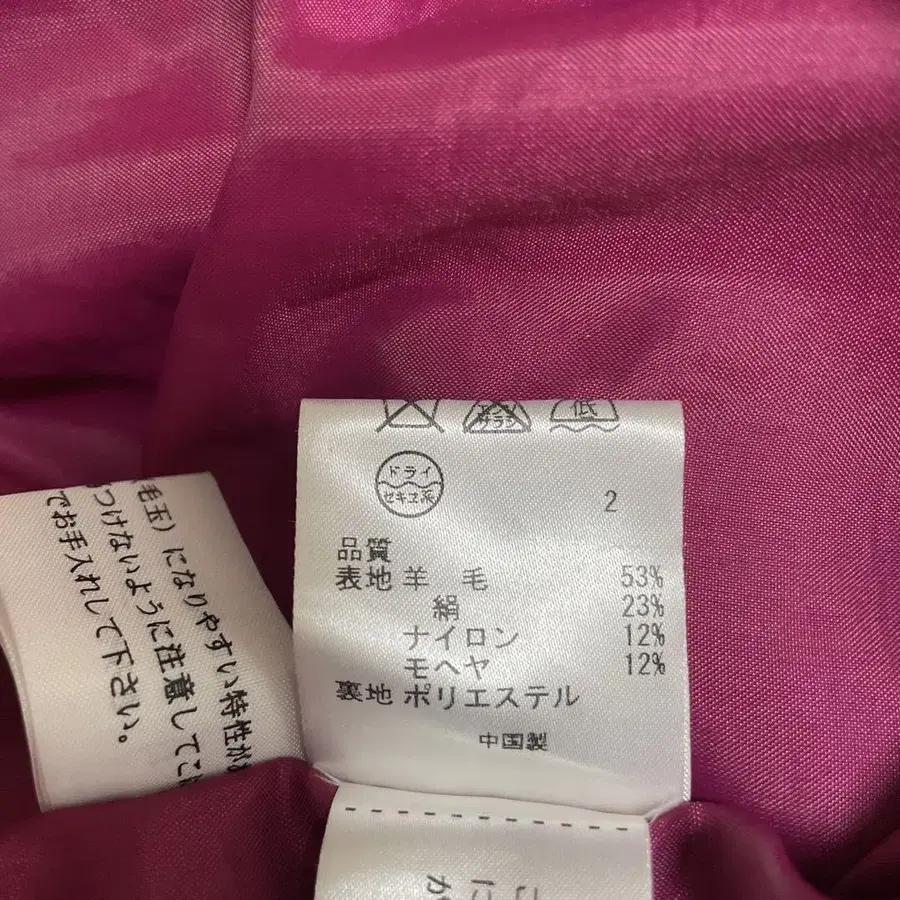 低
ドライ
セキユ系
2
品質
表地 羊 毛 53%
絹 23%
ナイロン 12%
モヘヤ 12%
裏地 ポリエステル
中国製
毛玉)になりやすい特性が
つけないように注意して
でお手入れして下さい。